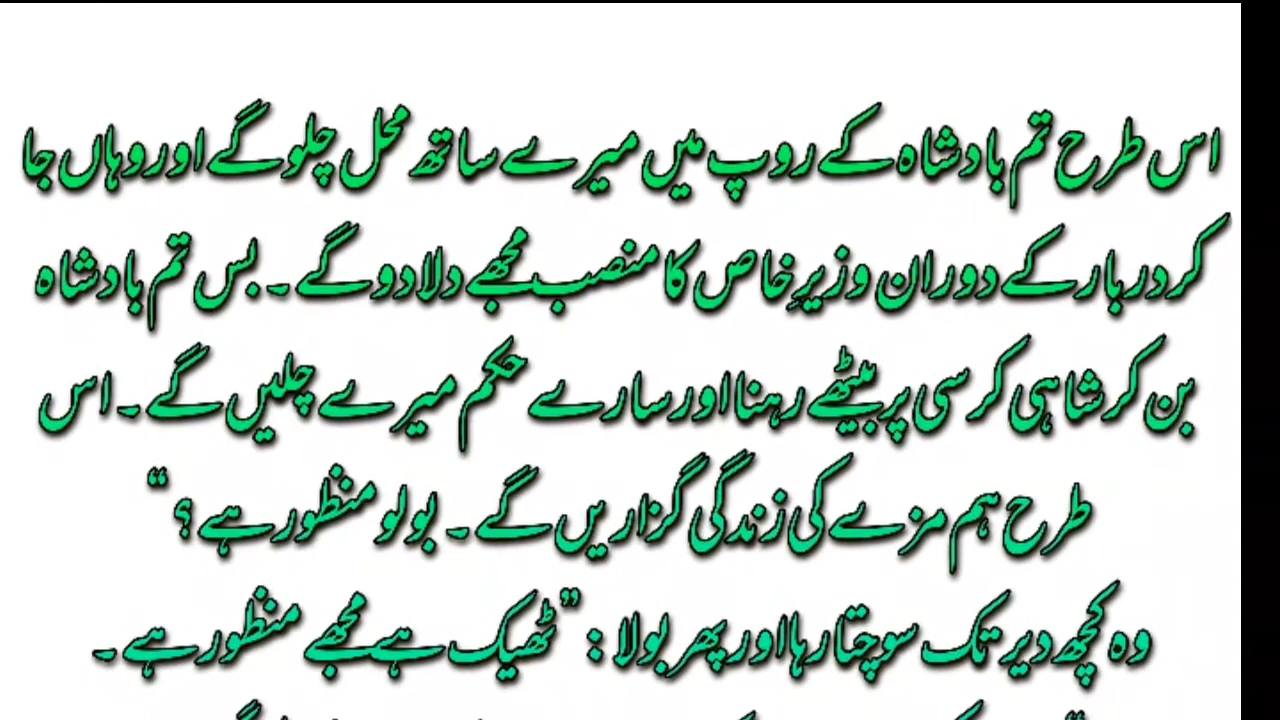 اس طرح تم بادشاہ کے روپ میں میرے ساتھ محل چلو گے اور وہاں جا
کر دربار کے دوران وزیرِ خاص کا منصب مجھے دلا دو گے ۔ بس تم بادشاہ
بن کر شاہی کرسی پر بیٹھے رہنا اور سارے حکم میرے چلیں گے ۔ اس
طرح ہم مزے کی زندگی گزاریں گے ۔ بولو منظور ہے ؟“
وہ کچھ دیر تک سوچتا رہا اور پھر بولا : ”ٹھیک ہے مجھے منظور ہے ۔